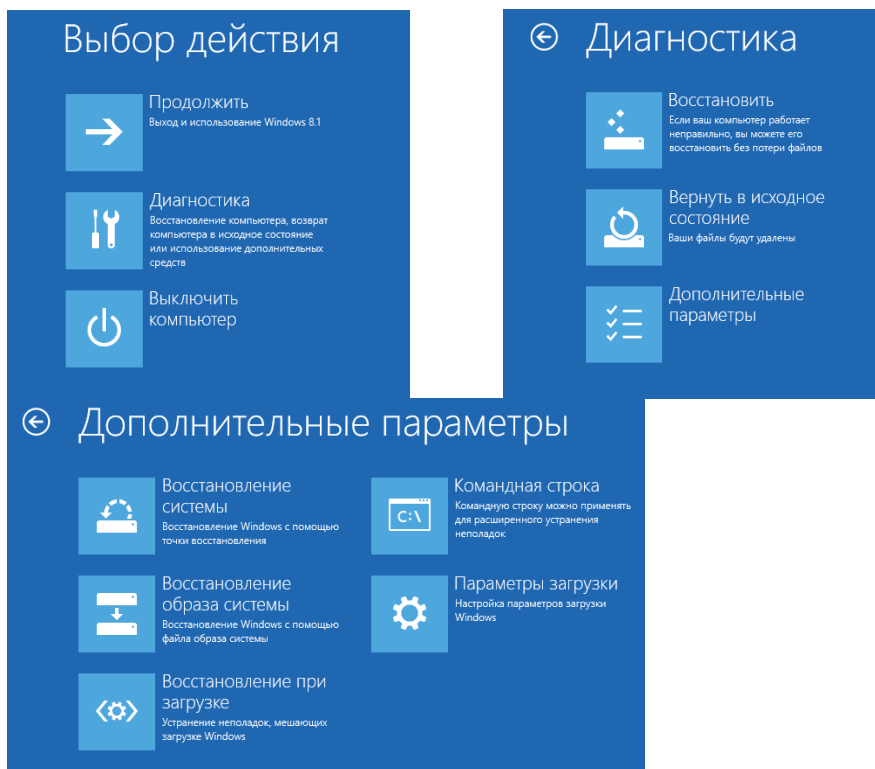 Выбор действия
Продолжить
Выход и использование Windows 8.1
Диагностика
Восстановление компьютера, возврат
компьютера в исходное состояние
или использование дополнительных
средств
Выключить
компьютер
Диагностика
Восстановить
Если ваш компьютер работает
неправильно, вы можете его
восстановить без потери файлов
Вернуть в исходное
состояние
Ваши файлы будут удалены
Дополнительные
параметры
Дополнительные параметры
Восстановление
системы
Восстановление Windows с помощью
точки восстановления
Восстановление
образа системы
Восстановление Windows с помощью
файла образа системы
Восстановление при
загрузке
Устранение неполадок, мешающих
загрузке Windows
C:\
Командная строка
Командную строку можно применять
для расширенного устранения
неполадок
Параметры загрузки
Настройка параметров загрузки
Windows